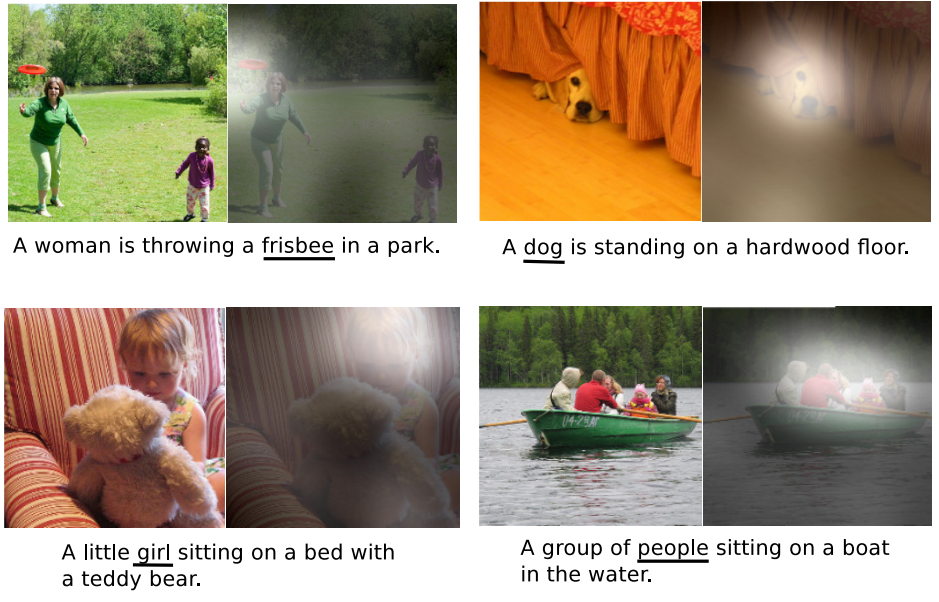 A woman is throwing a frisbee in a park.
A dog is standing on a hardwood floor.
A little girl sitting on a bed with
a teddy bear.
A group of people sitting on a boat
in the water.